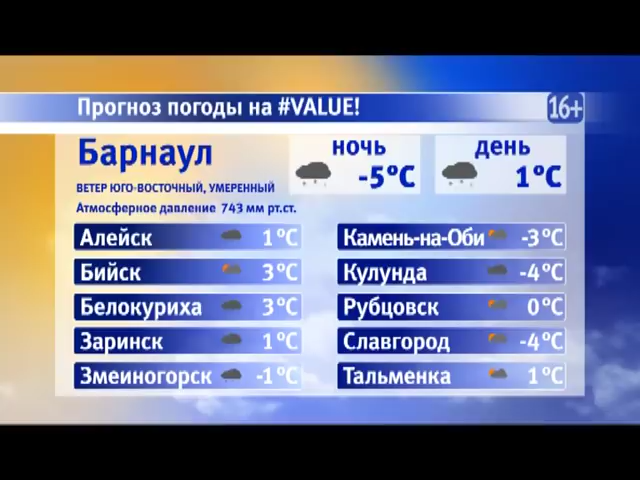 Прогноз погоды на #VALUE! 16+
Барнаул
ночь
-5°C
день
1°C
ВЕТЕР ЮГО-ВОСТОЧНЫЙ, УМЕРЕННЫЙ
Атмосферное давление 743 мм рт.ст.
Алейск 1°C
Бийск 3°C
Белокуриха 3°C
Заринск 1°C
Змеиногорск -1°C
Камень-на-Оби -3°C
Кулунда -4°C
Рубцовск 0°C
Славгород -4°C
Тальменка 1°C